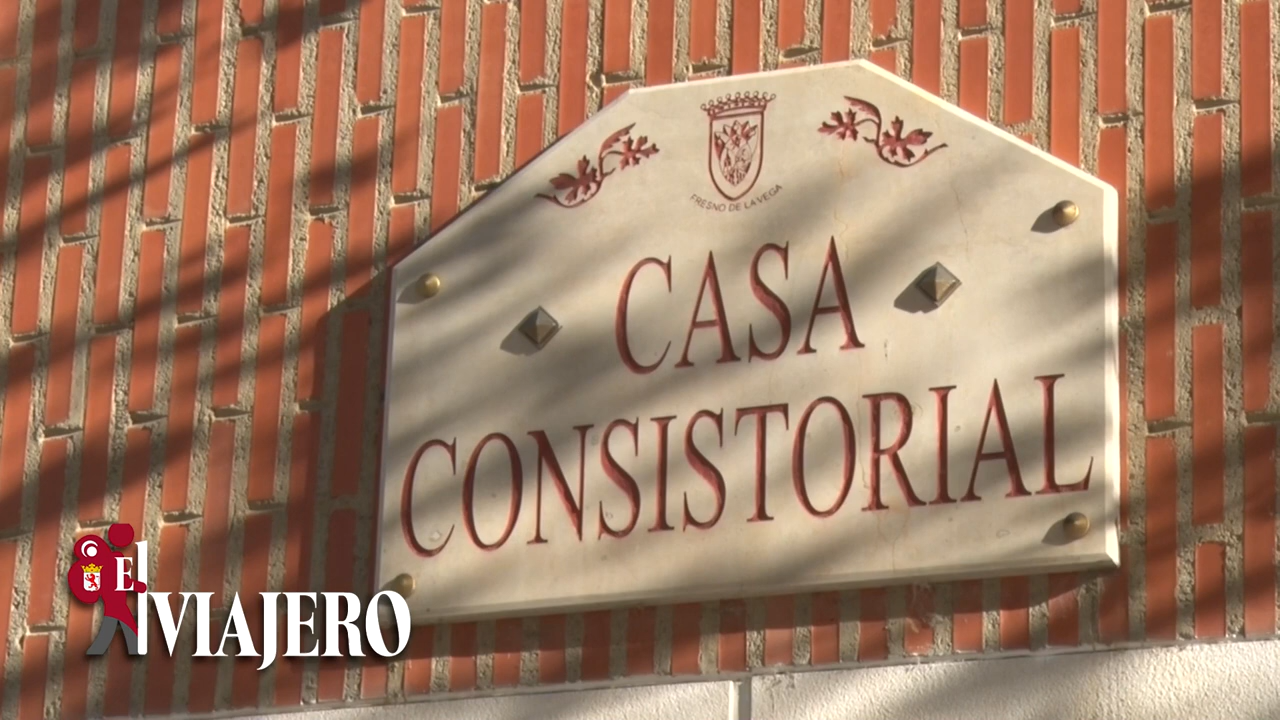 FRESNO DE LA VEGA
CASA
CONSISTORIAL
El
VIAJERO